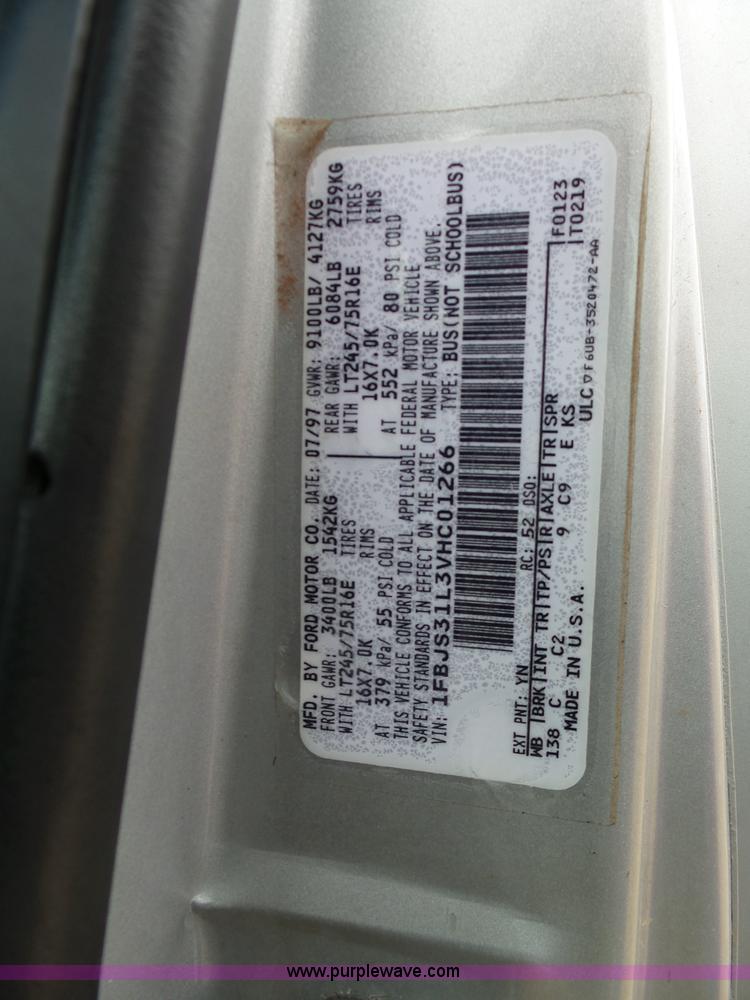 MFD. BY FORD MOTOR CO. DATE: 07/97 GVWR: 9100LB/ 4127KG
FRONT GAWR: 3400LB 1542KG REAR GAWR: 6084LB 2759KG
WITH LT245/75R16E TIRES WITH LT245/75R16E TIRES
16X7.0K RIMS 16X7.0K RIMS
AT 379 kPa/ 55 PSI COLD AT 552 kPa/ 80 PSI COLD
THIS VEHICLE CONFORMS TO ALL APPLICABLE FEDERAL MOTOR VEHICLE
SAFETY STANDARDS IN EFFECT ON THE DATE OF MANUFACTURE SHOWN ABOVE.
VIN: 1FBJS31L3VHC01266 TYPE: BUS(NOT SCHOOLBUS)
EXT PNT: YN RC: 52 DSO: F0123
WB |BRK|INT TR|TP/PS|R|AXLE|TR|SPR T0219
138 C C2 9 C9 E KS
MADE IN U.S.A. ULC F6UB-3520472-AA
www.purplewave.com